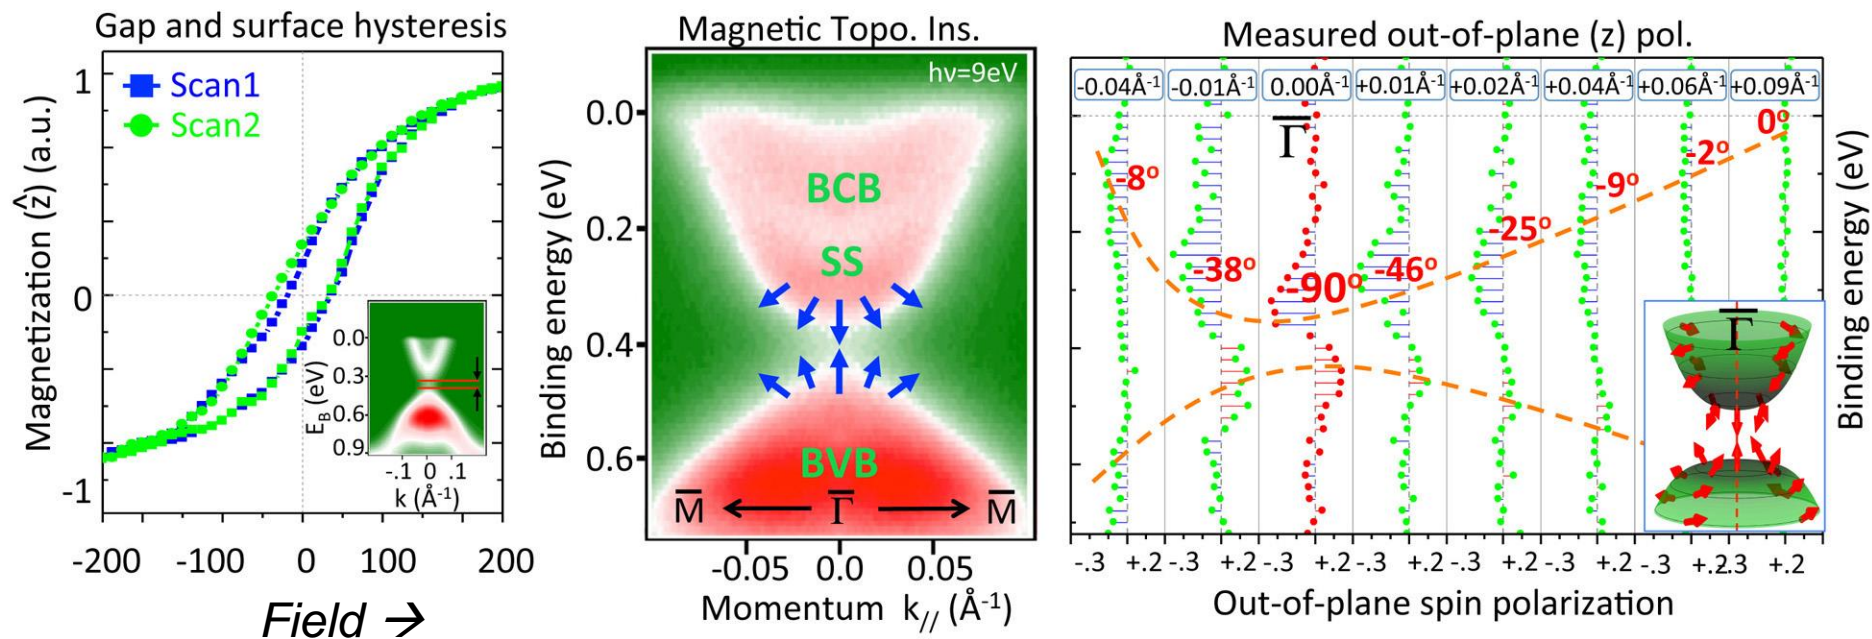 Gap and surface hysteresis
Magnetization (ẑ) (a.u.)
1
0
-1
Scan1
Scan2
0.0
0.3
0.6
0.9
E_B (eV)
-.1 0 0.1
k (Å⁻¹)
-200 -100 0 100 200
Field →
Magnetic Topo. Ins.
hν=9eV
Binding energy (eV)
0.0
0.2
0.4
0.6
BCB
SS
BVB
M̅ ← Γ̅ → M̅
-0.05 0.0 0.05
Momentum k// (Å⁻¹)
Measured out-of-plane (z) pol.
-0.04Å⁻¹ -0.01Å⁻¹ 0.00Å⁻¹ +0.01Å⁻¹ +0.02Å⁻¹ +0.04Å⁻¹ +0.06Å⁻¹ +0.09Å⁻¹
Γ̅
-8° -38° -90° -46° -25° -9° -2° 0°
Γ̅
Binding energy (eV)
-.3 +.2 -.3 +.2 -.3 +.2 -.3 +.2 -.3 +.2 -.3 +.2 -.3 +.2.3 +.2
Out-of-plane spin polarization